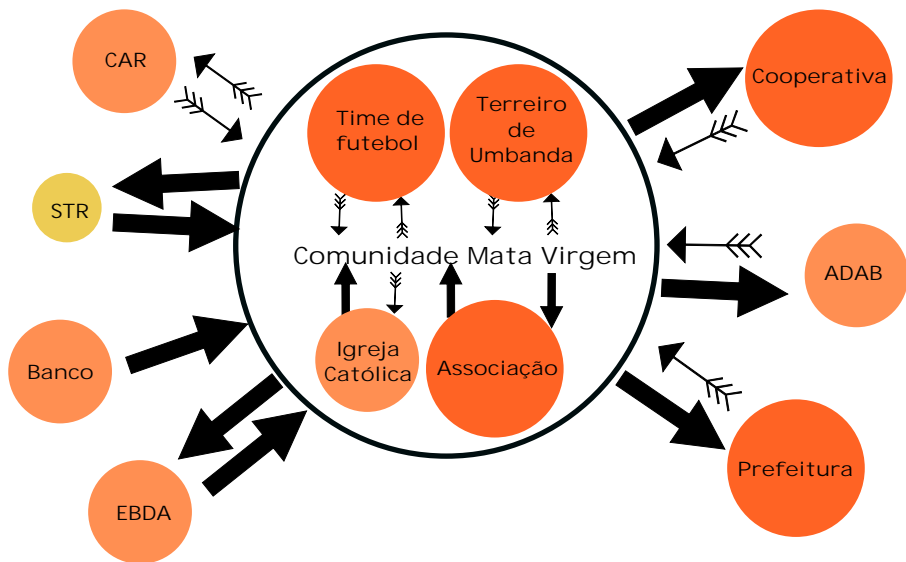 CAR
Time de
futebol
Terreiro
de
Umbanda
Cooperativa
STR
Comunidade Mata Virgem
ADAB
Banco
Igreja
Católica
Associação
Prefeitura
EBDA